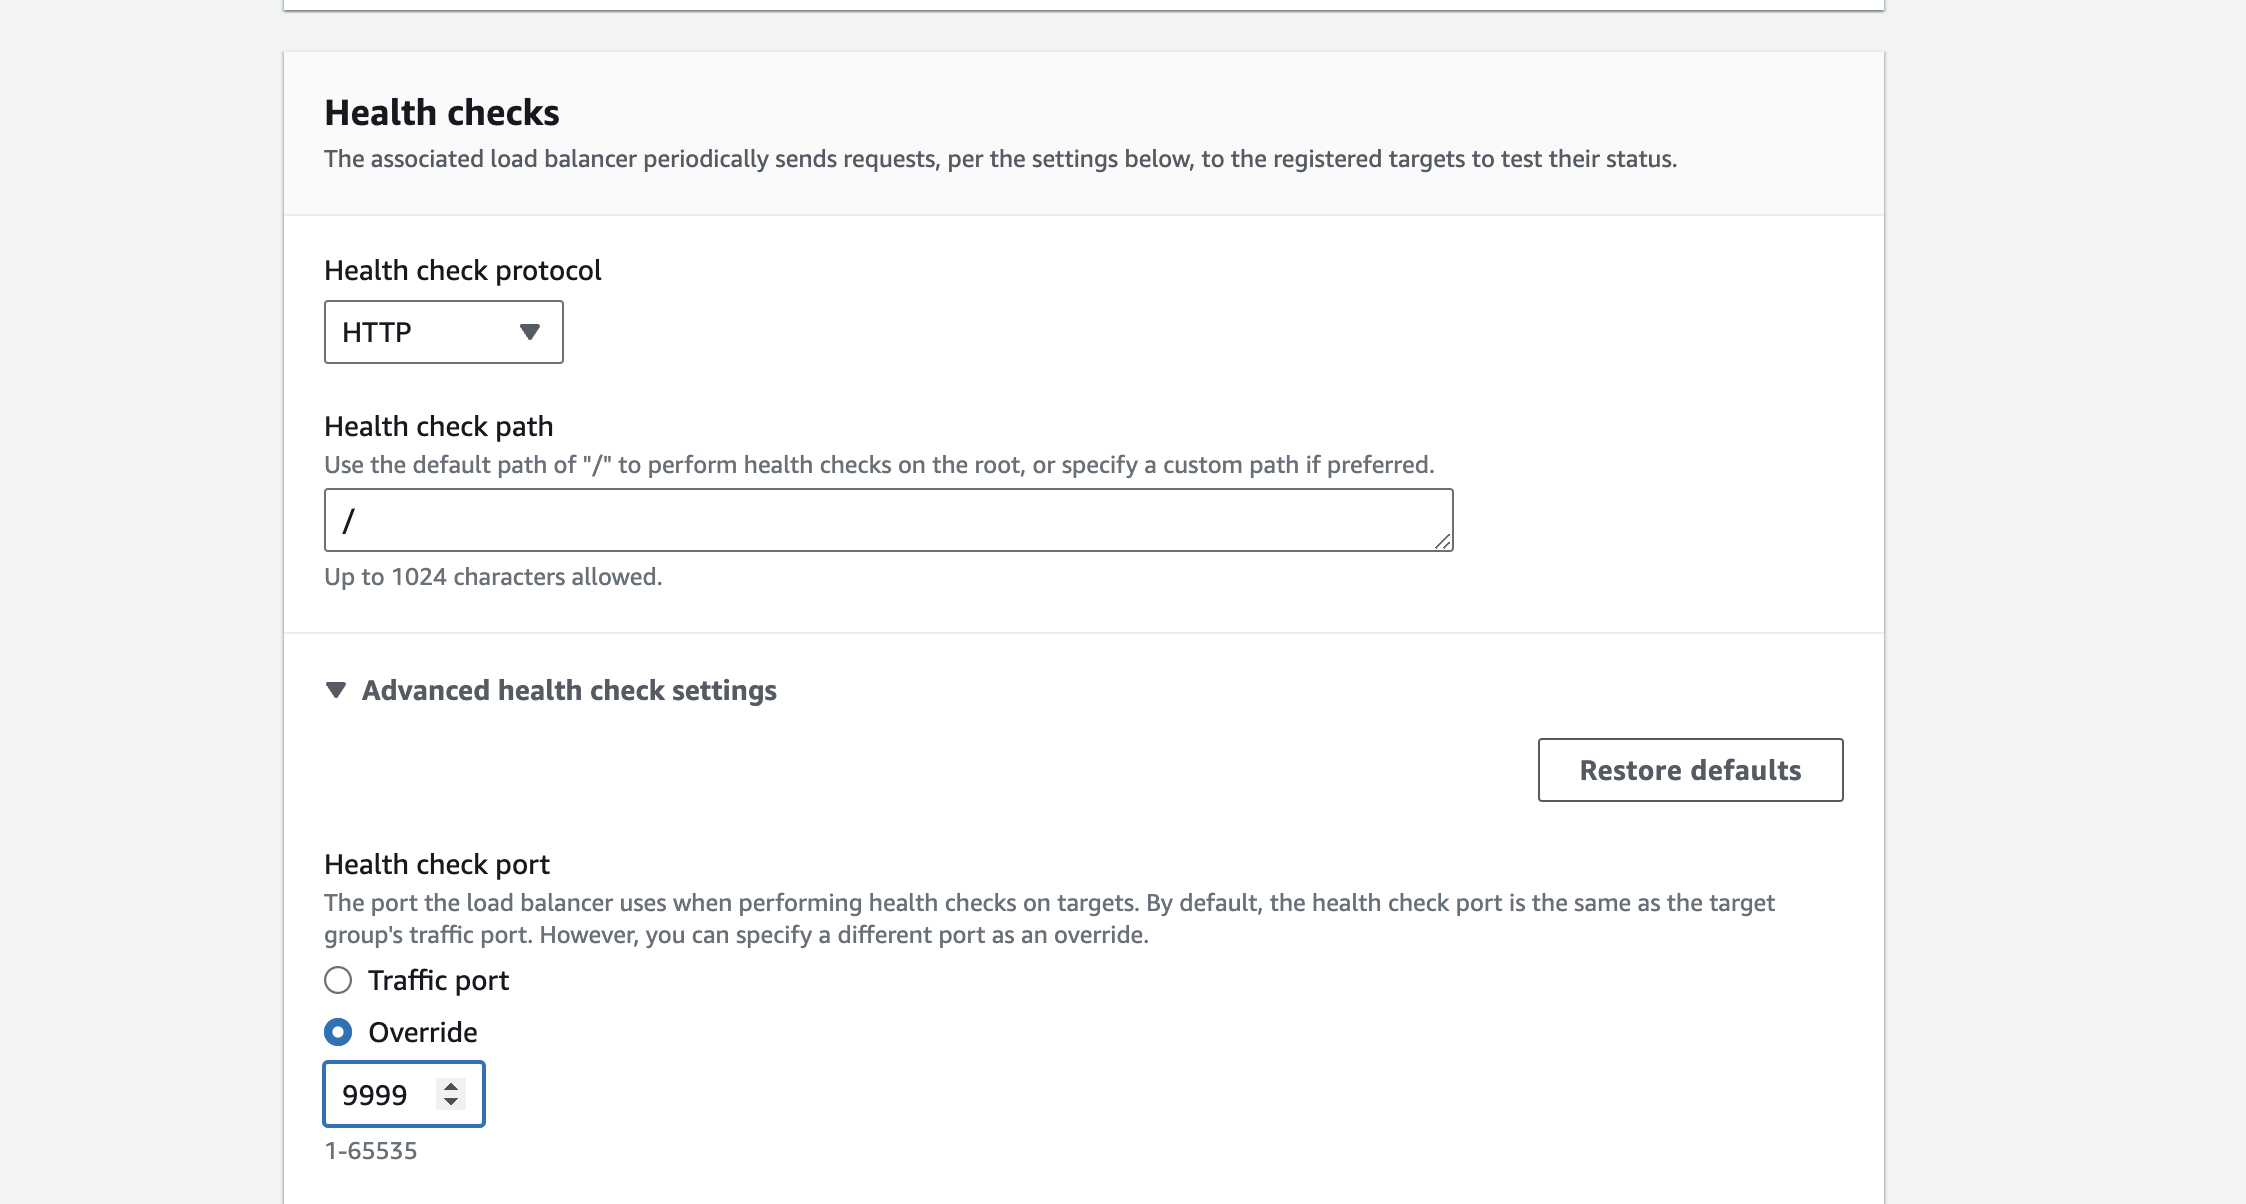 Health checks
The associated load balancer periodically sends requests, per the settings below, to the registered targets to test their status.
Health check protocol
HTTP
Health check path
Use the default path of "/" to perform health checks on the root, or specify a custom path if preferred.
/
Up to 1024 characters allowed.
Advanced health check settings
Restore defaults
Health check port
The port the load balancer uses when performing health checks on targets. By default, the health check port is the same as the target
group's traffic port. However, you can specify a different port as an override.
Traffic port
Override
9999
1-65535